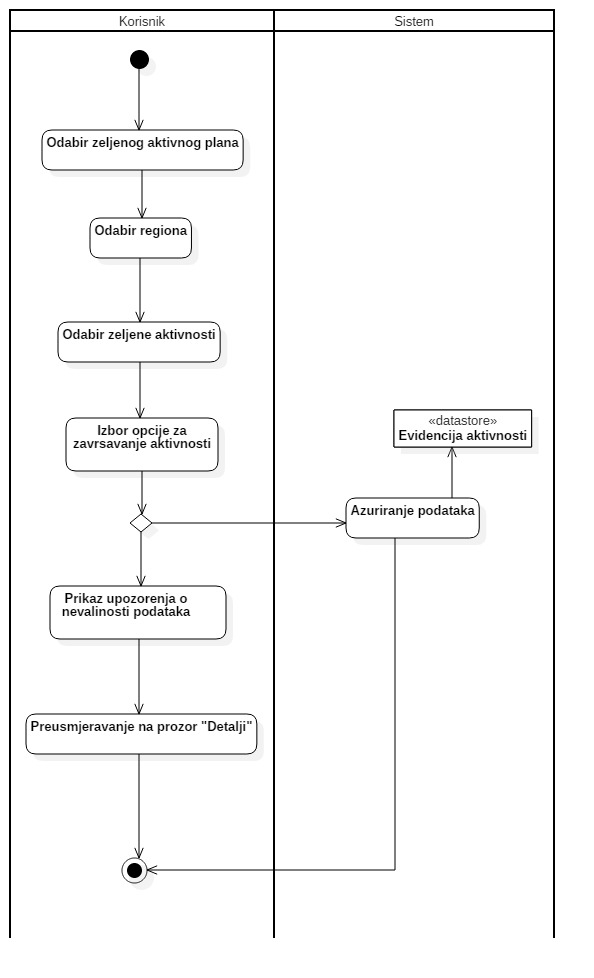 Korisnik
Sistem
Odabir zeljenog aktivnog plana
Odabir regiona
Odabir zeljene aktivnosti
Izbor opcije za
zavrsavanje aktivnosti
«datastore»
Evidencija aktivnosti
Azuriranje podataka
Prikaz upozorenja o
nevalinosti podataka
Preusmjeravanje na prozor "Detalji"